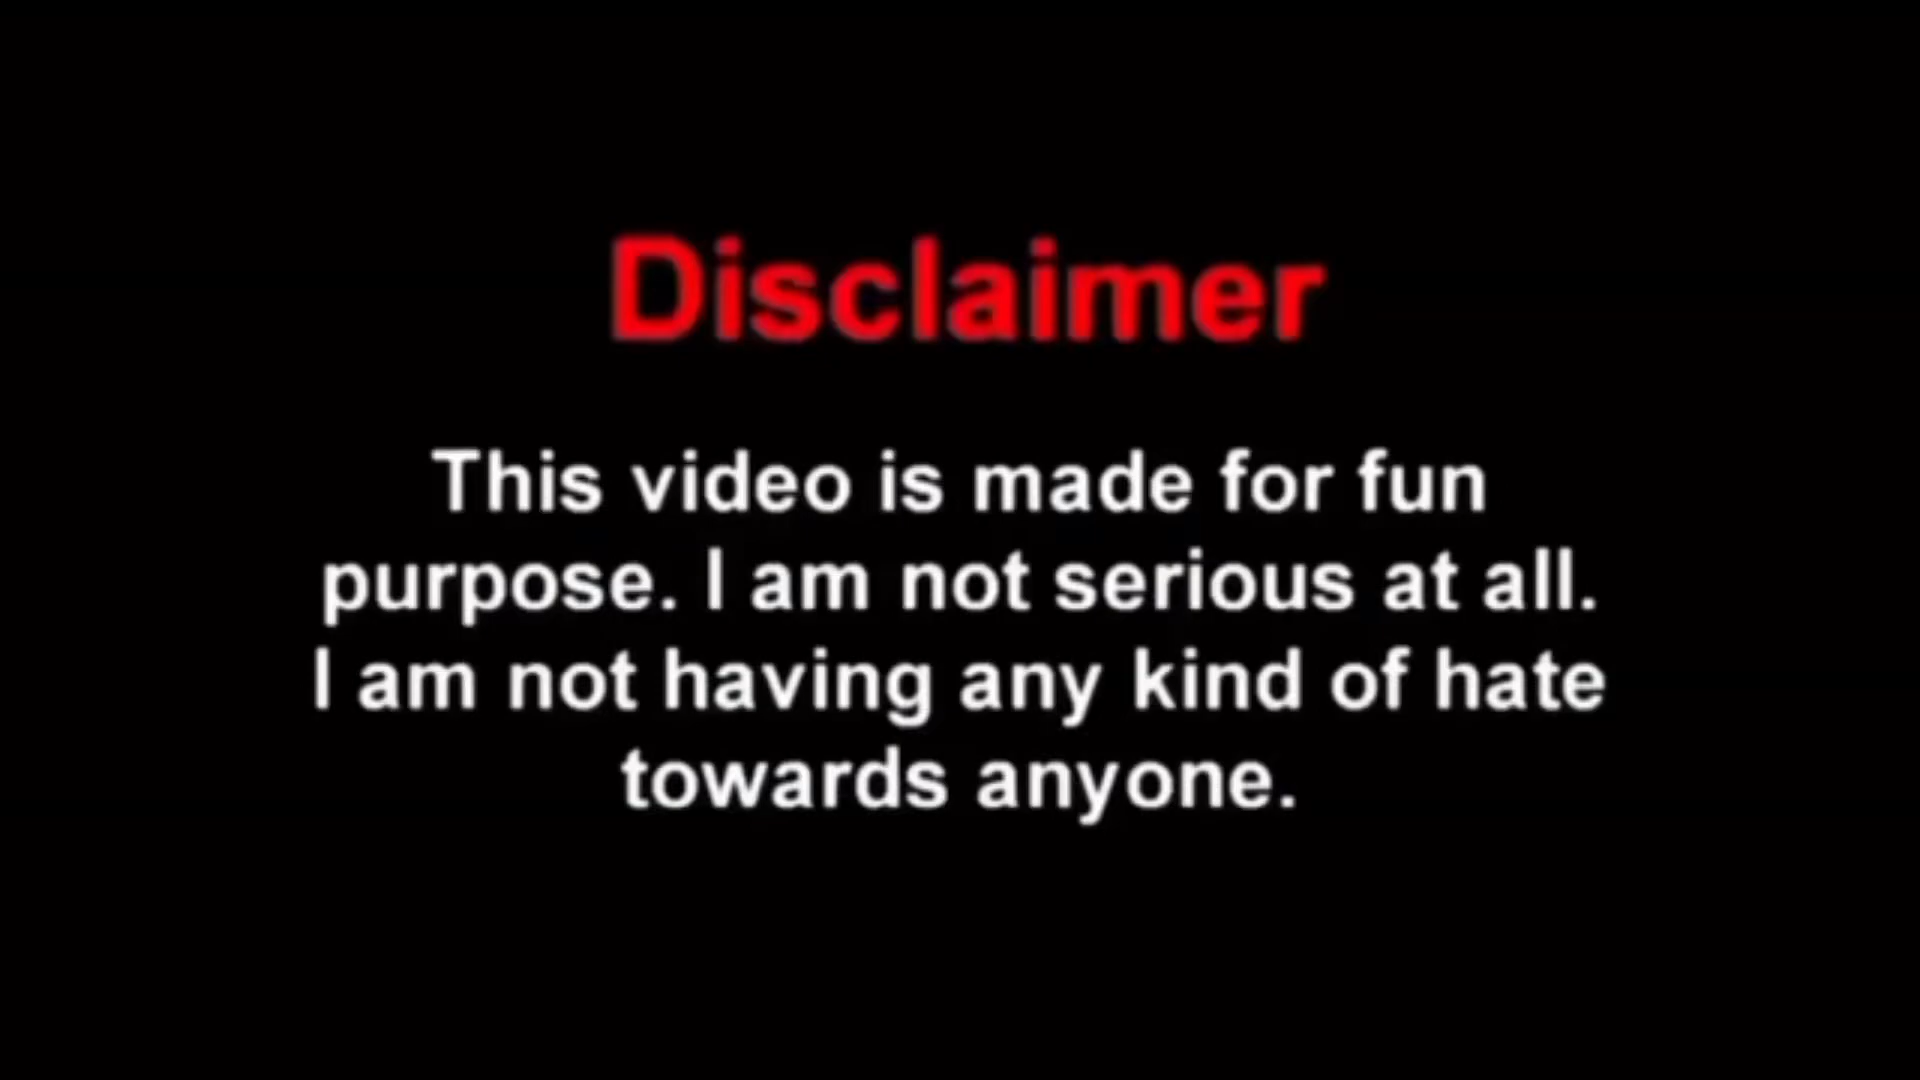 Disclaimer
This video is made for fun
purpose. I am not serious at all.
I am not having any kind of hate
towards anyone.